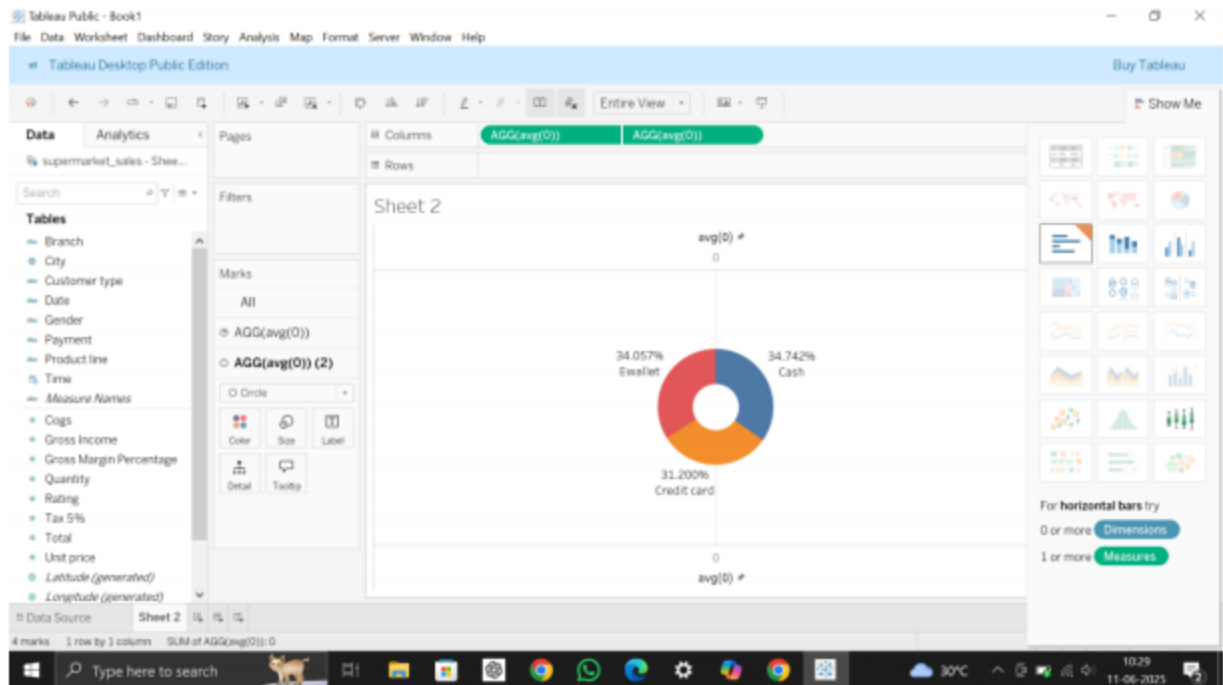 Tableau Public - Book1
File Data Worksheet Dashboard Story Analysis Map Format Server Window Help
Tableau Desktop Public Edition
Buy Tableau
Entire View
Show Me
Data
Analytics
Pages
Columns
AGG(avg(0))
AGG(avg(0))
supermarket_sales - Shee...
Rows
Search
Filters
Tables
Branch
City
Customer type
Date
Gender
Payment
Product line
Time
Measure Names
Cogs
Gross Income
Gross Margin Percentage
Quantity
Rating
Tax 5%
Total
Unit price
Latitude (generated)
Longitude (generated)
Marks
All
AGG(avg(0))
AGG(avg(0)) (2)
Circle
Color
Size
Label
Detail
Tooltip
Sheet 2
avg(0)
0
34.057%
Ewallet
34.742%
Cash
31.200%
Credit card
0
avg(0)
For horizontal bars try
0 or more Dimensions
1 or more Measures
Data Source
Sheet 2
4 marks
1 row by 1 column
SUM of AGG(avg(0)): 0
Type here to search
30°C
10:29
11-06-2025
2